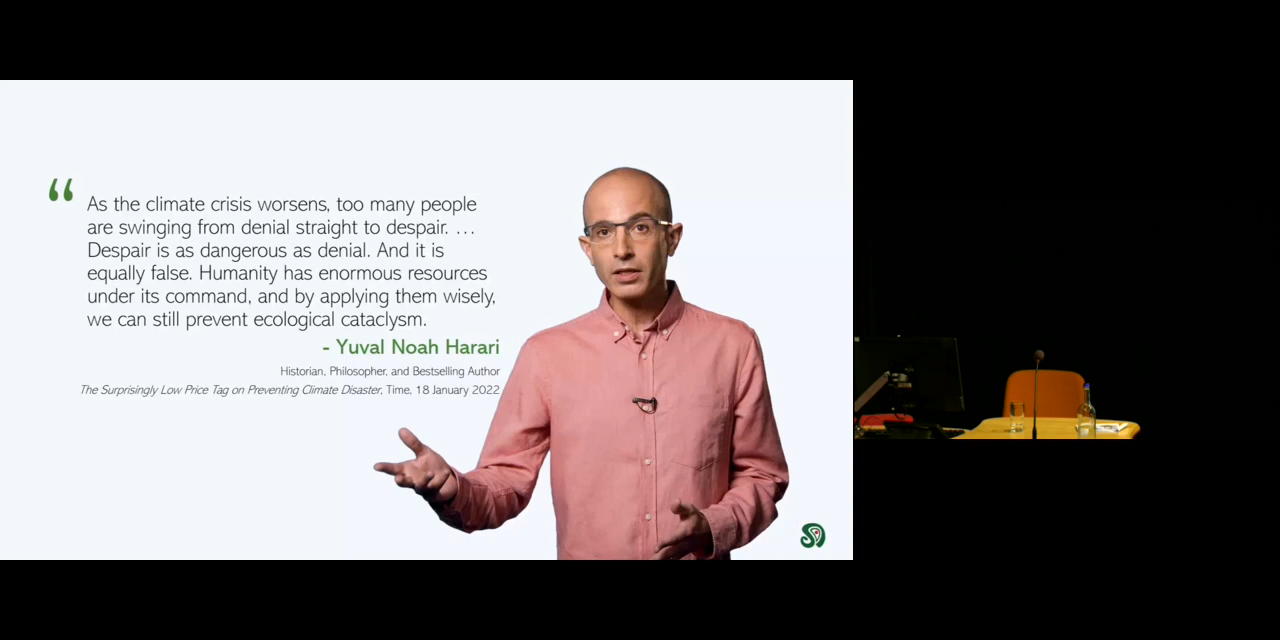 “
As the climate crisis worsens, too many people
are swinging from denial straight to despair. ...
Despair is as dangerous as denial. And it is
equally false. Humanity has enormous resources
under its command, and by applying them wisely,
we can still prevent ecological cataclysm.
- Yuval Noah Harari
Historian, Philosopher, and Bestselling Author
The Surprisingly Low Price Tag on Preventing Climate Disaster, Time, 18 January 2022